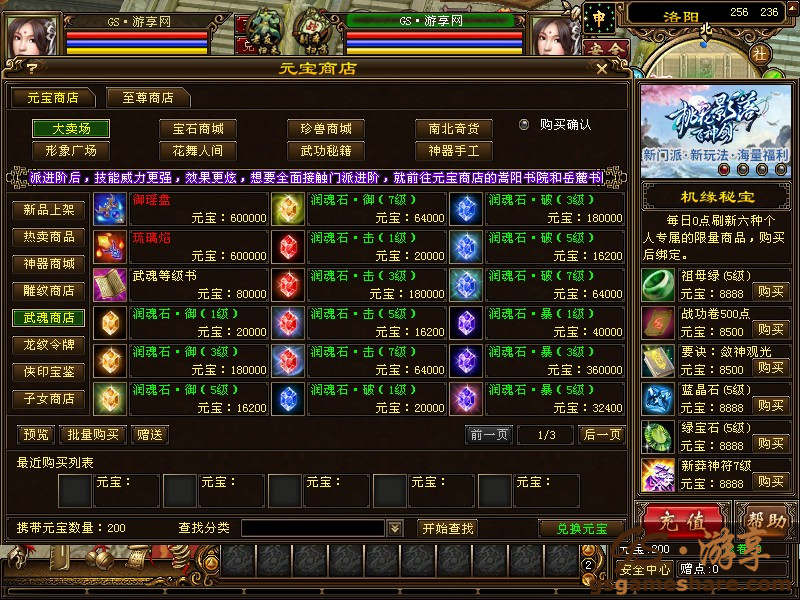 GS·游享网
GS·游享网
申
洛阳 256 236
北
安全
社
? 元宝商店 ×
元宝商店 至尊商店
大卖场 宝石商城 珍兽商城 南北奇货 购买确认
形象广场 花舞人间 武功秘籍 神器手工
派进阶后，技能威力更强，效果更炫，想要全面接触门派进阶，就前往元宝商店的嵩阳书院和岳麓书
新品上架
热卖商品
神器商城
雕纹商店
武魂商店
龙纹令牌
侠印宝鉴
子女商店
御瑶盘
元宝：600000
润魂石·御（7级）
元宝：64000
润魂石·破（3级）
元宝：180000
琉璃焰
元宝：600000
润魂石·击（1级）
元宝：20000
润魂石·破（5级）
元宝：16200
武魂等级书
元宝：80000
润魂石·击（3级）
元宝：180000
润魂石·破（7级）
元宝：64000
润魂石·御（1级）
元宝：20000
润魂石·击（5级）
元宝：16200
润魂石·暴（1级）
元宝：40000
润魂石·御（3级）
元宝：180000
润魂石·击（7级）
元宝：64000
润魂石·暴（3级）
元宝：360000
润魂石·御（5级）
元宝：16200
润魂石·破（1级）
元宝：20000
润魂石·暴（5级）
元宝：32400
预览 批量购买 赠送 前一页 1/3 后一页
最近购买列表
元宝： 元宝： 元宝： 元宝： 元宝：
携带元宝数量：200 查找分类 开始查找 兑换元宝
新门派·新玩法·海量福利
机缘秘宝
每日0点刷新六种个
人专属的限量商品，购买
后绑定。
祖母绿（5级）
元宝：8888 购买
战功卷500点
元宝：8500 购买
要诀：敛神观光
元宝：8500 购买
蓝晶石（5级）
元宝：8888 购买
绿宝石（5级）
元宝：8888 购买
新莽神符7级
元宝：8888 购买
充值 帮助
元宝:200
安全中心 赠点:0
2
游享
gsgameshare.com